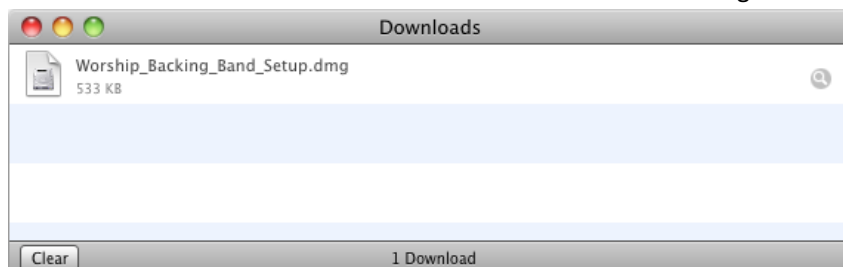 Downloads
Worship_Backing_Band_Setup.dmg
533 KB
Clear
1 Download